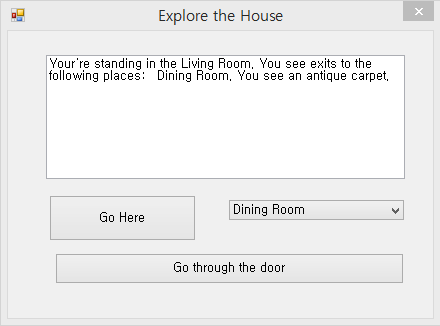 Explore the House
Your're standing in the Living Room, You see exits to the
following places:   Dining Room, You see an antique carpet,
Go Here
Dining Room
Go through the door